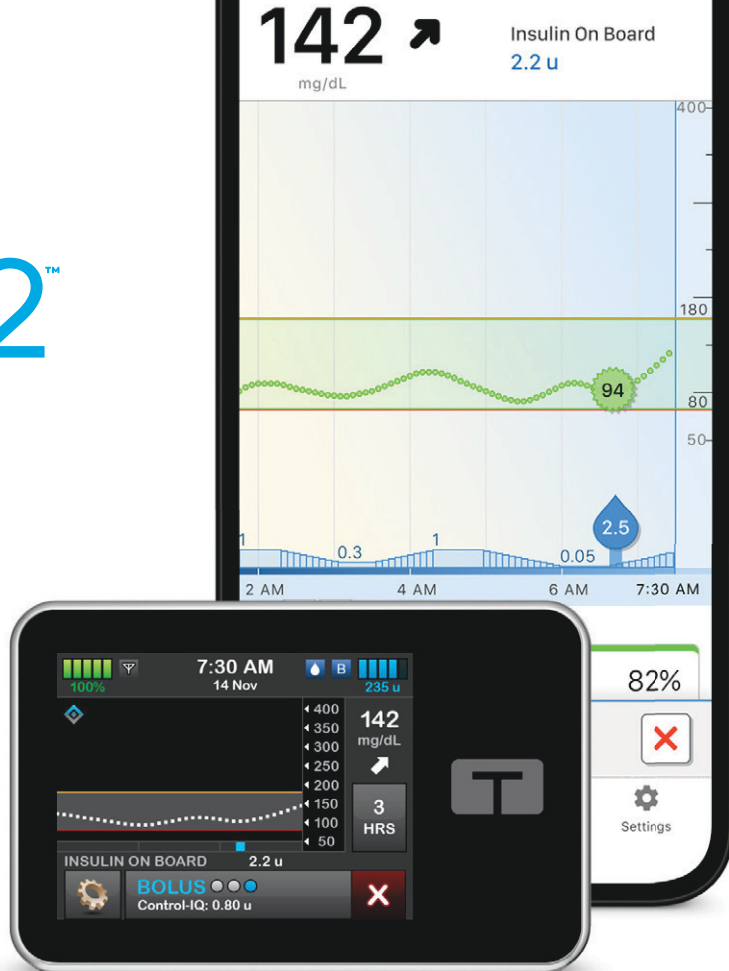 142
Insulin On Board
2.2 u
mg/dL
400
2™
180
94
80
50
2.5
1
0.3
1
0.05
2 AM
4 AM
6 AM
7:30 AM
82%
Settings
100%
7:30 AM
14 Nov
B
235 u
400
350
300
250
200
150
100
50
142
mg/dL
3
HRS
T
INSULIN ON BOARD 2.2 u
BOLUS
Control-IQ: 0.80 u
X